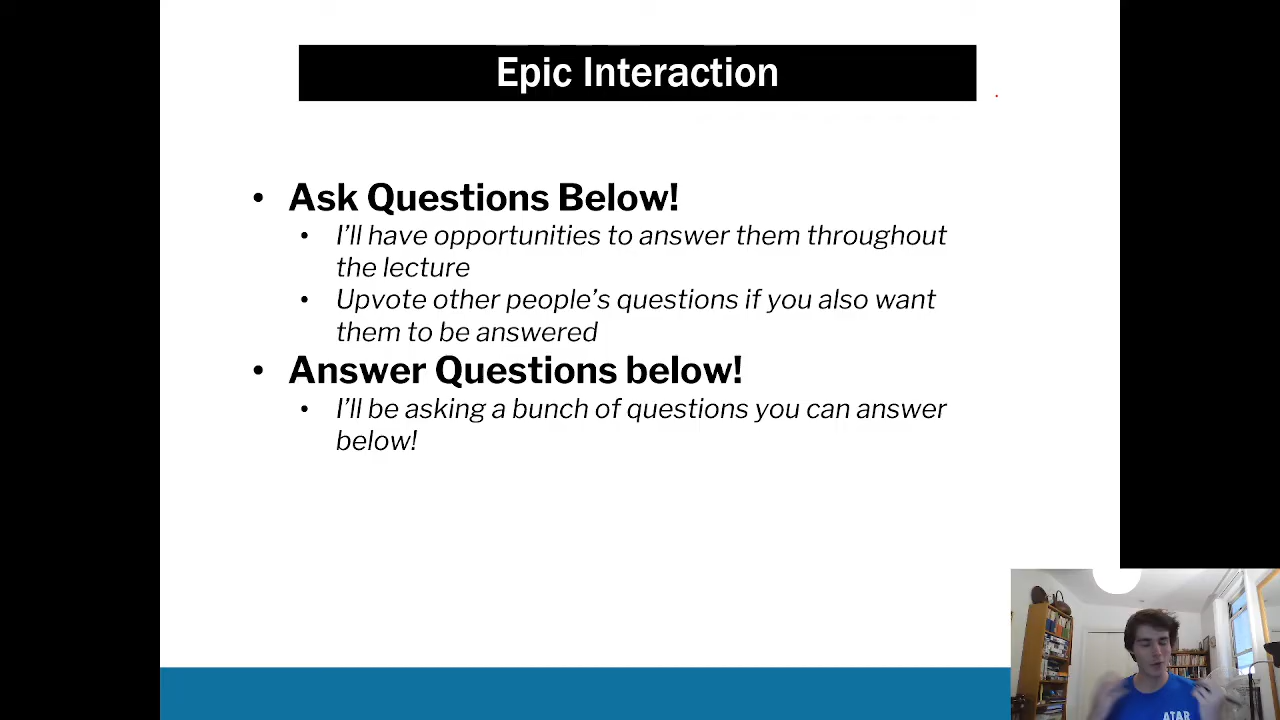 Epic Interaction
• Ask Questions Below!
• I'll have opportunities to answer them throughout
the lecture
• Upvote other people's questions if you also want
them to be answered
• Answer Questions below!
• I'll be asking a bunch of questions you can answer
below!
ATAR